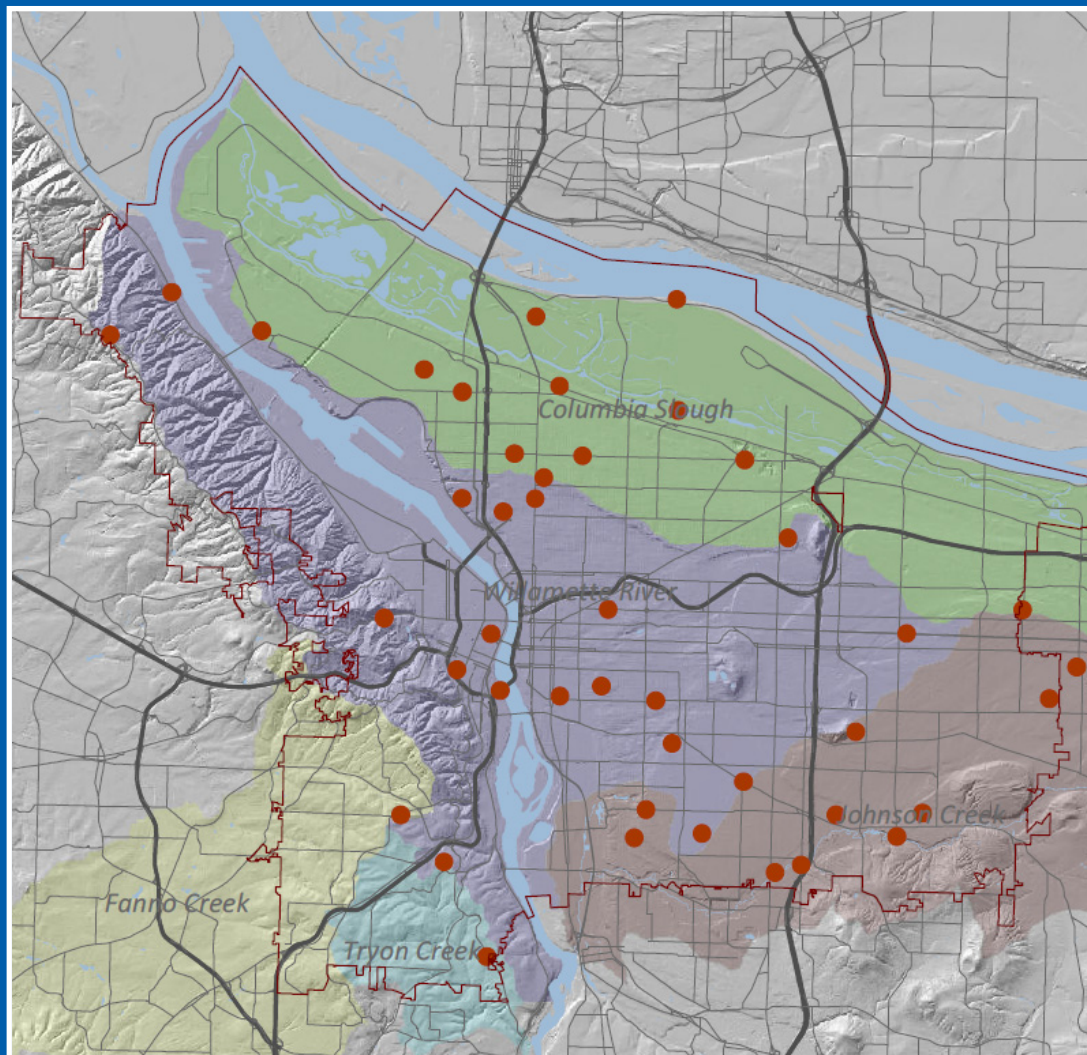 Columbia Slough
Willamette River
Johnson Creek
Fanno Creek
Tryon Creek